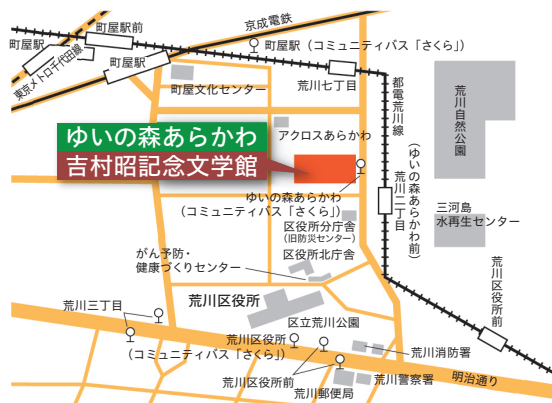 町屋駅前
町屋駅
京成電鉄
町屋駅（コミュニティバス「さくら」）
町屋駅
東京メトロ千代田線
町屋文化センター
荒川七丁目
都電荒川線
荒川自然公園
アクロスあらかわ
ゆいの森あらかわ
吉村昭記念文学館
ゆいの森あらかわ
（コミュニティバス「さくら」）
荒川二丁目
（ゆいの森あらかわ前）
三河島
水再生センター
区役所分庁舎
（旧防災センター）
区役所北庁舎
がん予防・
健康づくりセンター
荒川区役所前
荒川区役所
荒川三丁目
区立荒川公園
荒川区役所
（コミュニティバス「さくら」）
荒川消防署
荒川区役所前
荒川警察署
荒川郵便局
明治通り